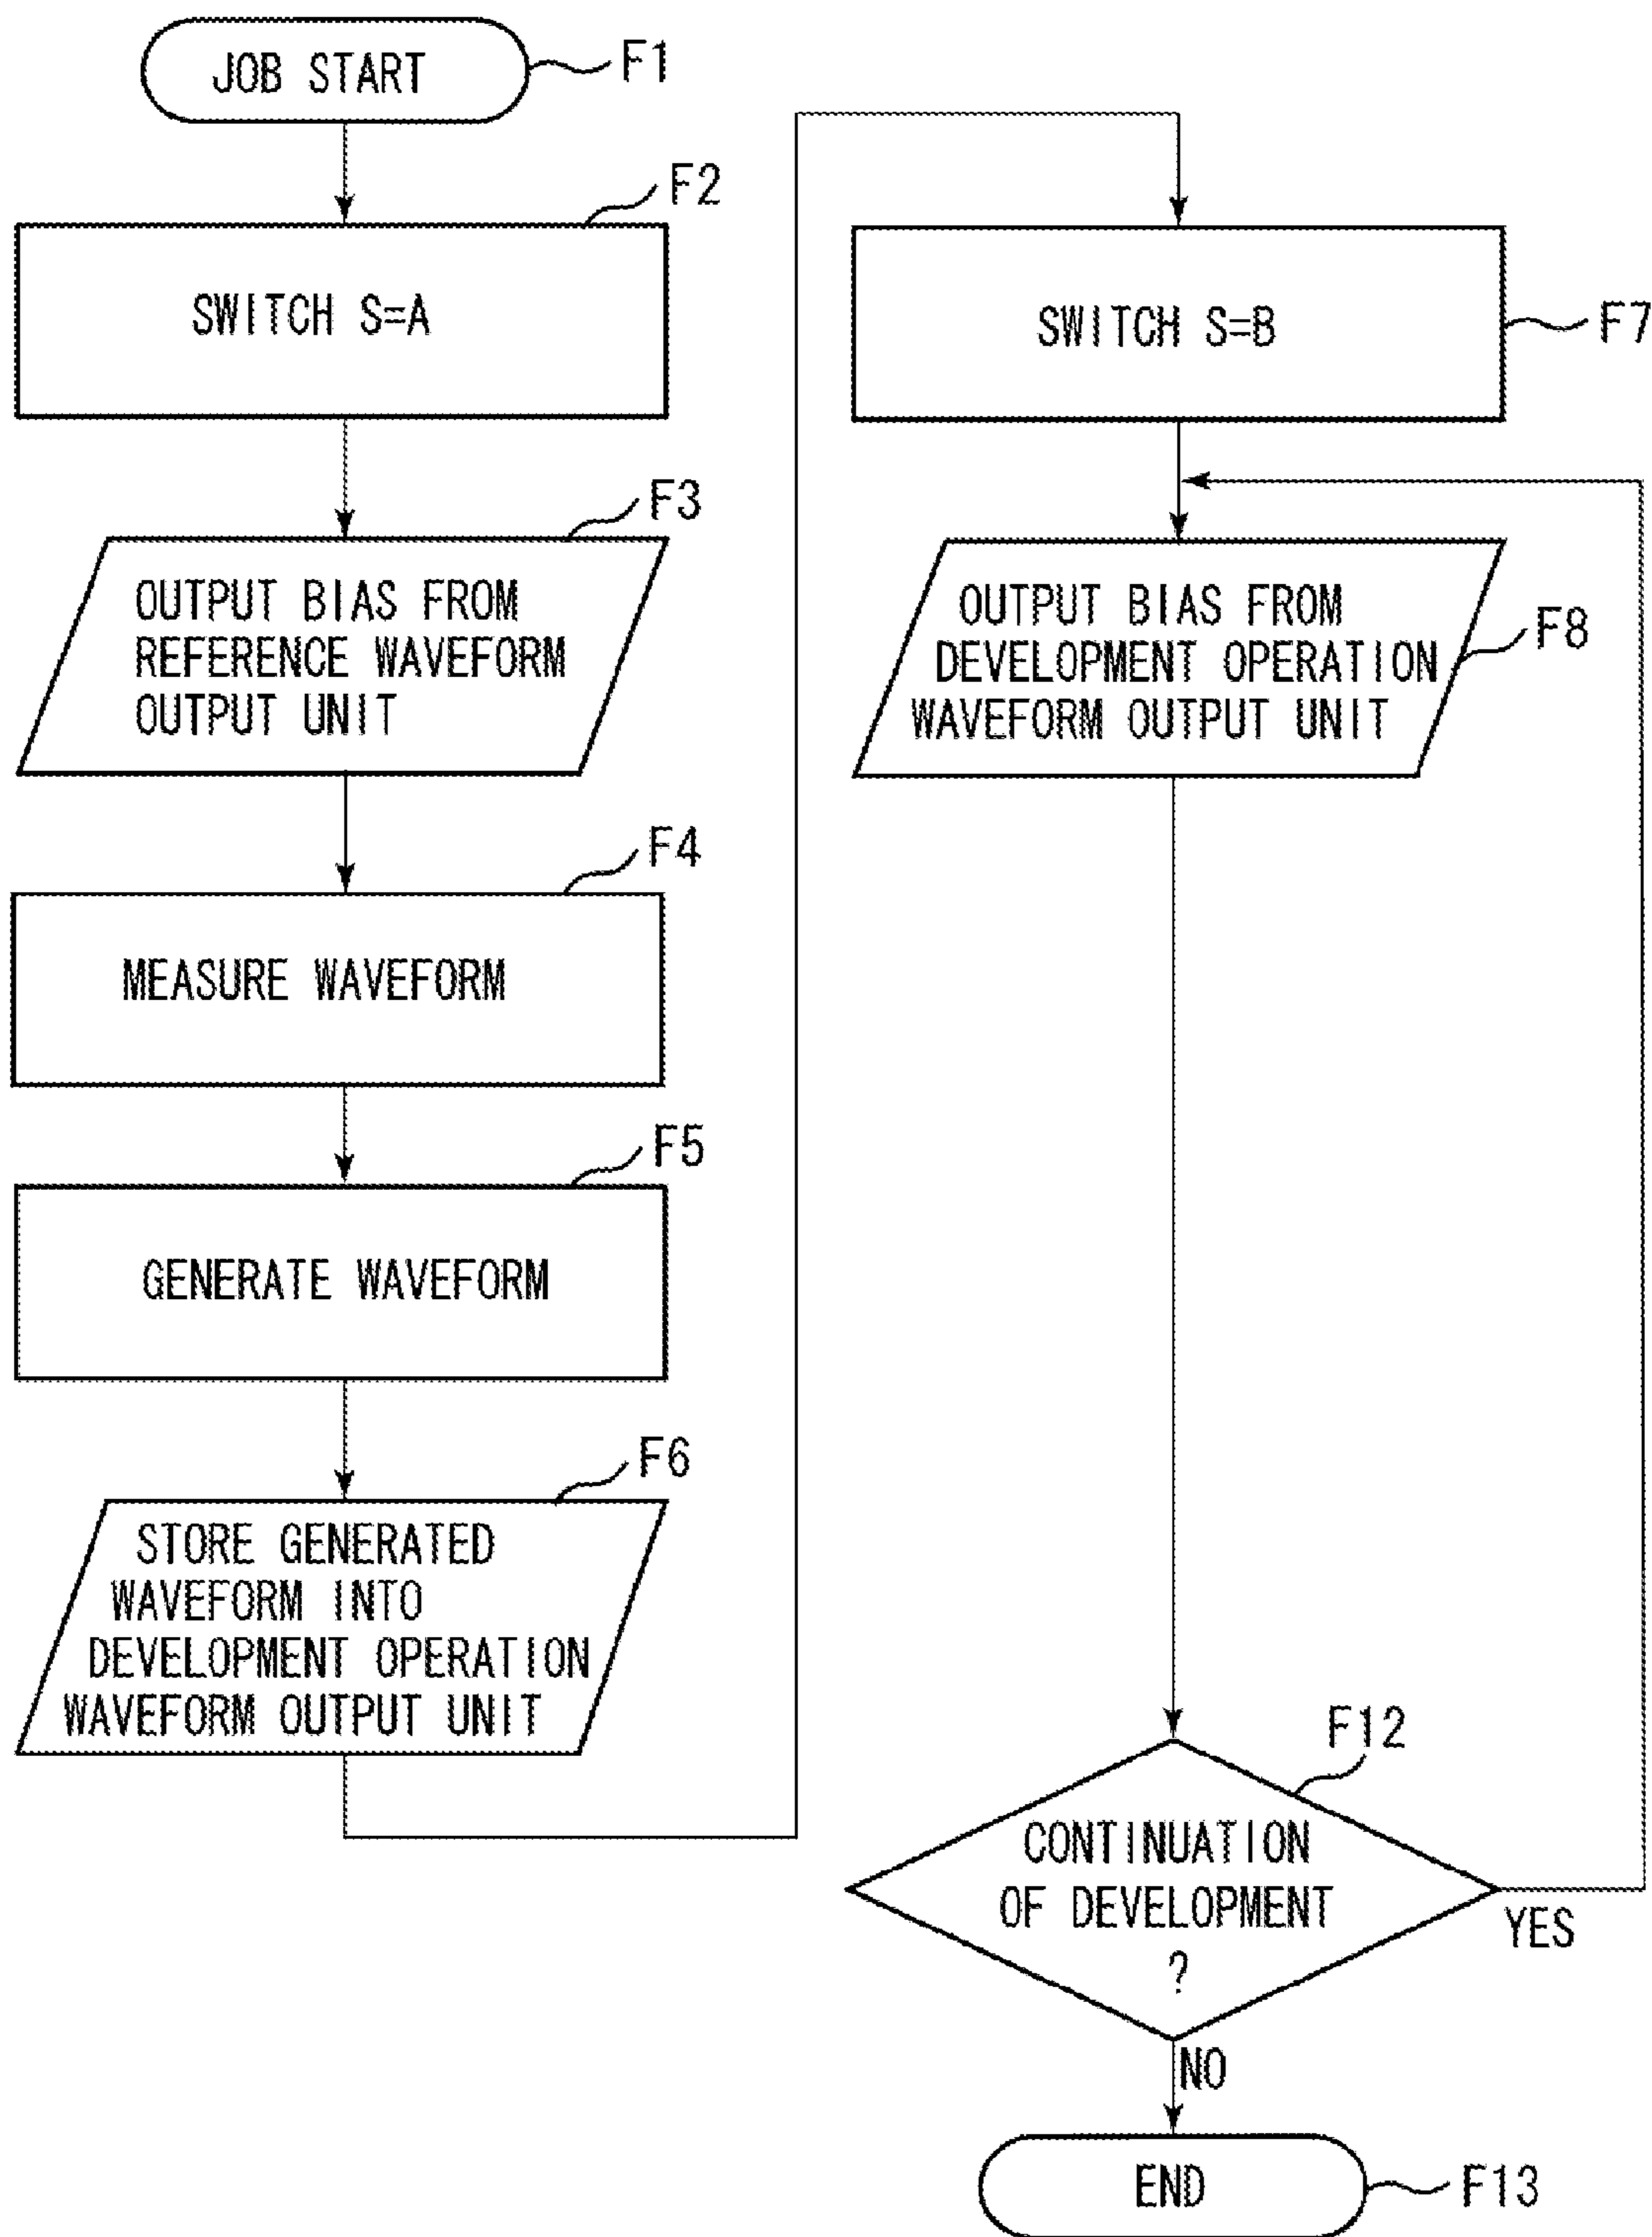 JOB START
F1
F2
SWITCH S=A
F3
OUTPUT BIAS FROM
REFERENCE WAVEFORM
OUTPUT UNIT
F4
MEASURE WAVEFORM
F5
GENERATE WAVEFORM
F6
STORE GENERATED
WAVEFORM INTO
DEVELOPMENT OPERATION
WAVEFORM OUTPUT UNIT
SWITCH S=B
F7
OUTPUT BIAS FROM
DEVELOPMENT OPERATION
WAVEFORM OUTPUT UNIT
F8
F12
CONTINUATION
OF DEVELOPMENT
?
YES
NO
END
F13